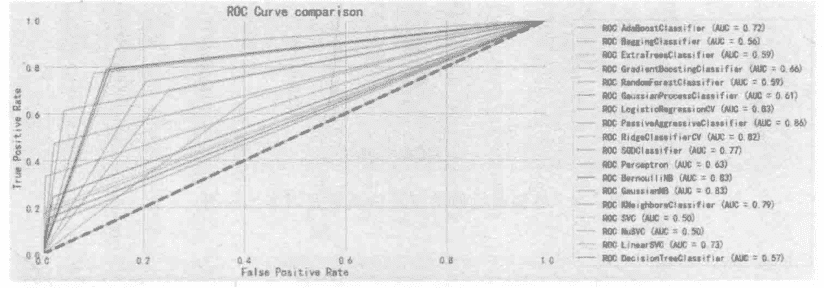 ROC Curve comparison
1.0
0.8
0.6
0.4
0.2
0.0
True Positive Rate
0.0 0.2 0.4 0.6 0.8 1.0
False Positive Rate
ROC AdaBoostClassifier (AUC = 0.72)
ROC BaggingClassifier (AUC = 0.56)
ROC ExtraTreesClassifier (AUC = 0.59)
ROC GradientBoostingClassifier (AUC = 0.66)
ROC RandomForestClassifier (AUC = 0.59)
ROC GaussianProcessClassifier (AUC = 0.61)
ROC LogisticRegressionCV (AUC = 0.83)
ROC PassiveAggressiveClassifier (AUC = 0.86)
ROC RidgeClassifierCV (AUC = 0.82)
ROC SGDClassifier (AUC = 0.77)
ROC Perceptron (AUC = 0.63)
ROC BernoulliNB (AUC = 0.83)
ROC GaussianNB (AUC = 0.83)
ROC KNeighborsClassifier (AUC = 0.79)
ROC SVC (AUC = 0.50)
ROC NuSVC (AUC = 0.50)
ROC LinearSVC (AUC = 0.73)
ROC DecisionTreeClassifier (AUC = 0.57)